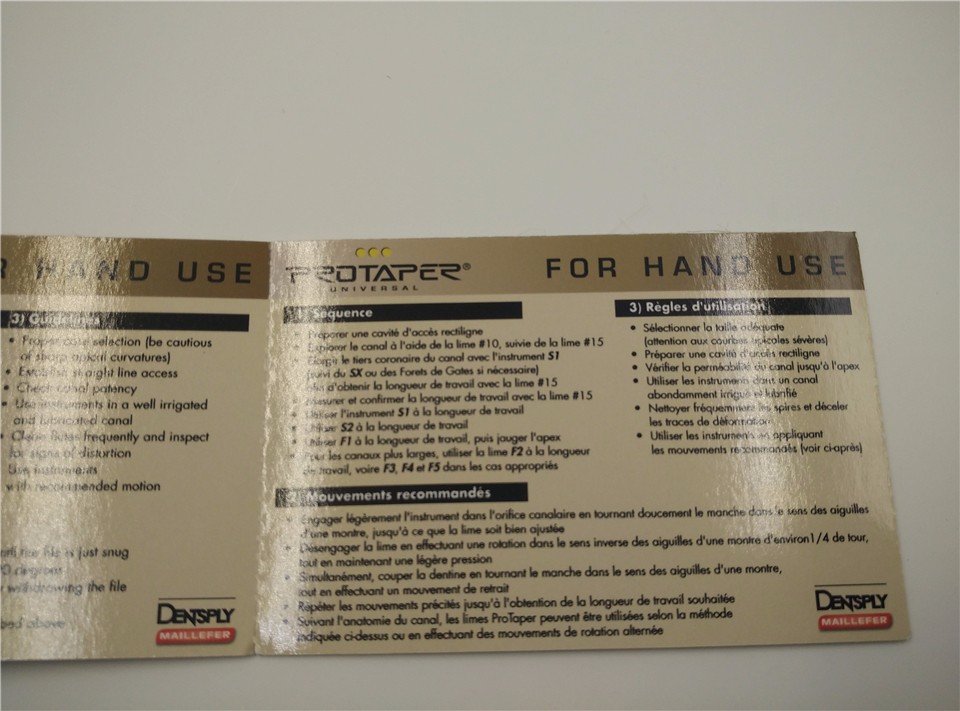 R HAND USE
3) Guidelines
• Proper case selection (be cautious
of sharp apical curvatures)
• Establish straight line access
• Check canal patency
• Use instruments in a well irrigated
and lubricated canal
• Clean flutes frequently and inspect
for signs of distortion
Use instruments
with recommended motion
until the file is just snug
degrees
withdrawing the file
bed above
DENTSPLY
MAILLEFER
PROTAPER®
UNIVERSAL
FOR HAND USE
1) Séquence
• Préparer une cavité d'accès rectiligne
• Explorer le canal à l'aide de la lime #10, suivie de la lime #15
• Elargir le tiers coronaire du canal avec l'instrument S1
(suivi du SX ou des Forets de Gates si nécessaire)
afin d'obtenir la longueur de travail avec la lime #15
• Mesurer et confirmer la longueur de travail avec la lime #15
• Utiliser l'instrument S1 à la longueur de travail
• Utiliser S2 à la longueur de travail
• Utiliser F1 à la longueur de travail, puis jauger l'apex
• Pour les canaux plus larges, utiliser la lime F2 à la longueur
de travail, voire F3, F4 et F5 dans les cas appropriés
3) Règles d'utilisation
• Sélectionner la taille adéquate
(attention aux courbes apicales sévères)
• Préparer une cavité d'accès rectiligne
• Vérifier la perméabilité du canal jusqu'à l'apex
• Utiliser les instruments dans un canal
abondamment irrigué et lubrifié
• Nettoyer fréquemment les spires et déceler
les traces de déformation
• Utiliser les instruments en appliquant
les mouvements recommandés (voir ci-après)
2) Mouvements recommandés
• Engager légèrement l'instrument dans l'orifice canalaire en tournant doucement le manche dans le sens des aiguilles
d'une montre, jusqu'à ce que la lime soit bien ajustée
• Désengager la lime en effectuant une rotation dans le sens inverse des aiguilles d'une montre d'environ1/4 de tour,
tout en maintenant une légère pression
• Simultanément, couper la dentine en tournant le manche dans le sens des aiguilles d'une montre,
tout en effectuant un mouvement de retrait
• Répéter les mouvements précités jusqu'à l'obtention de la longueur de travail souhaitée
• Suivant l'anatomie du canal, les limes ProTaper peuvent être utilisées selon la méthode
indiquée ci-dessus ou en effectuant des mouvements de rotation alternée
DENTSPLY
MAILLEFER